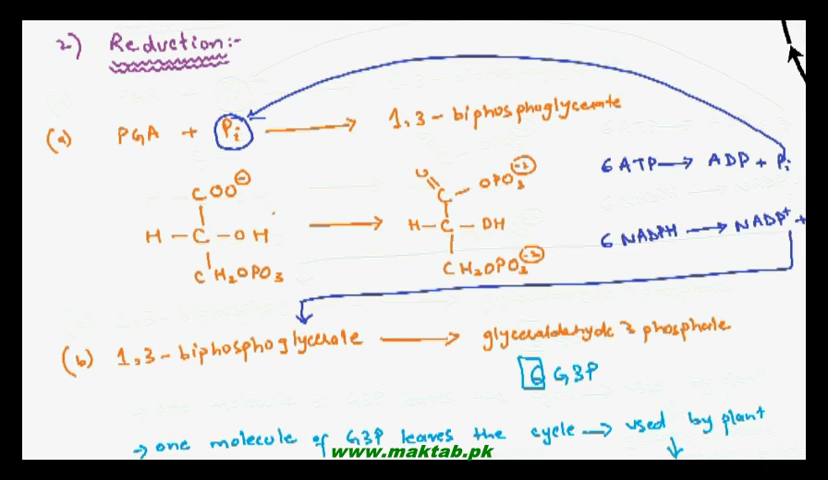 2) Reduction:-
(a) PGA + Pi → 1,3-biphosphoglycerate
6 ATP → ADP + Pi
COO⊖
H-C-OH
CH2OPO3
O
C-OPO3 -2
H-C-OH
CH2OPO3 -2
6 NADPH → NADP+ +
(b) 1,3-biphosphoglycerate → glyceraldehyde 3 phosphate
6 G3P
→ one molecule of G3P leaves the cycle → used by plant
www.maktab.pk